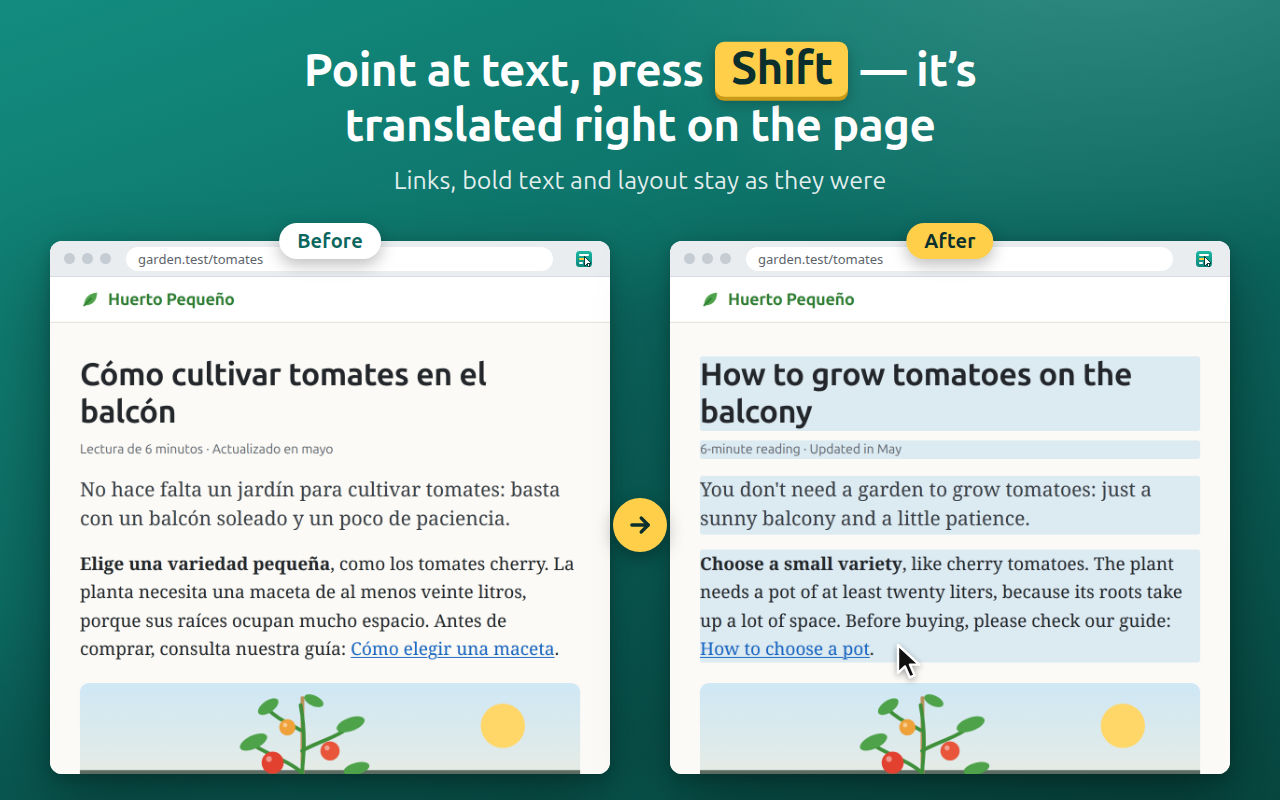 Point at text, press Shift — it's
translated right on the page
Links, bold text and layout stay as they were
Before
garden.test/tomates
Huerto Pequeño
Cómo cultivar tomates en el
balcón
Lectura de 6 minutos · Actualizado en mayo
No hace falta un jardín para cultivar tomates: basta
con un balcón soleado y un poco de paciencia.
Elige una variedad pequeña, como los tomates cherry. La
planta necesita una maceta de al menos veinte litros,
porque sus raíces ocupan mucho espacio. Antes de
comprar, consulta nuestra guía: Cómo elegir una maceta.
After
garden.test/tomates
Huerto Pequeño
How to grow tomatoes on the
balcony
6-minute reading · Updated in May
You don't need a garden to grow tomatoes: just a
sunny balcony and a little patience.
Choose a small variety, like cherry tomatoes. The plant
needs a pot of at least twenty liters, because its roots take
up a lot of space. Before buying, please check our guide:
How to choose a pot.